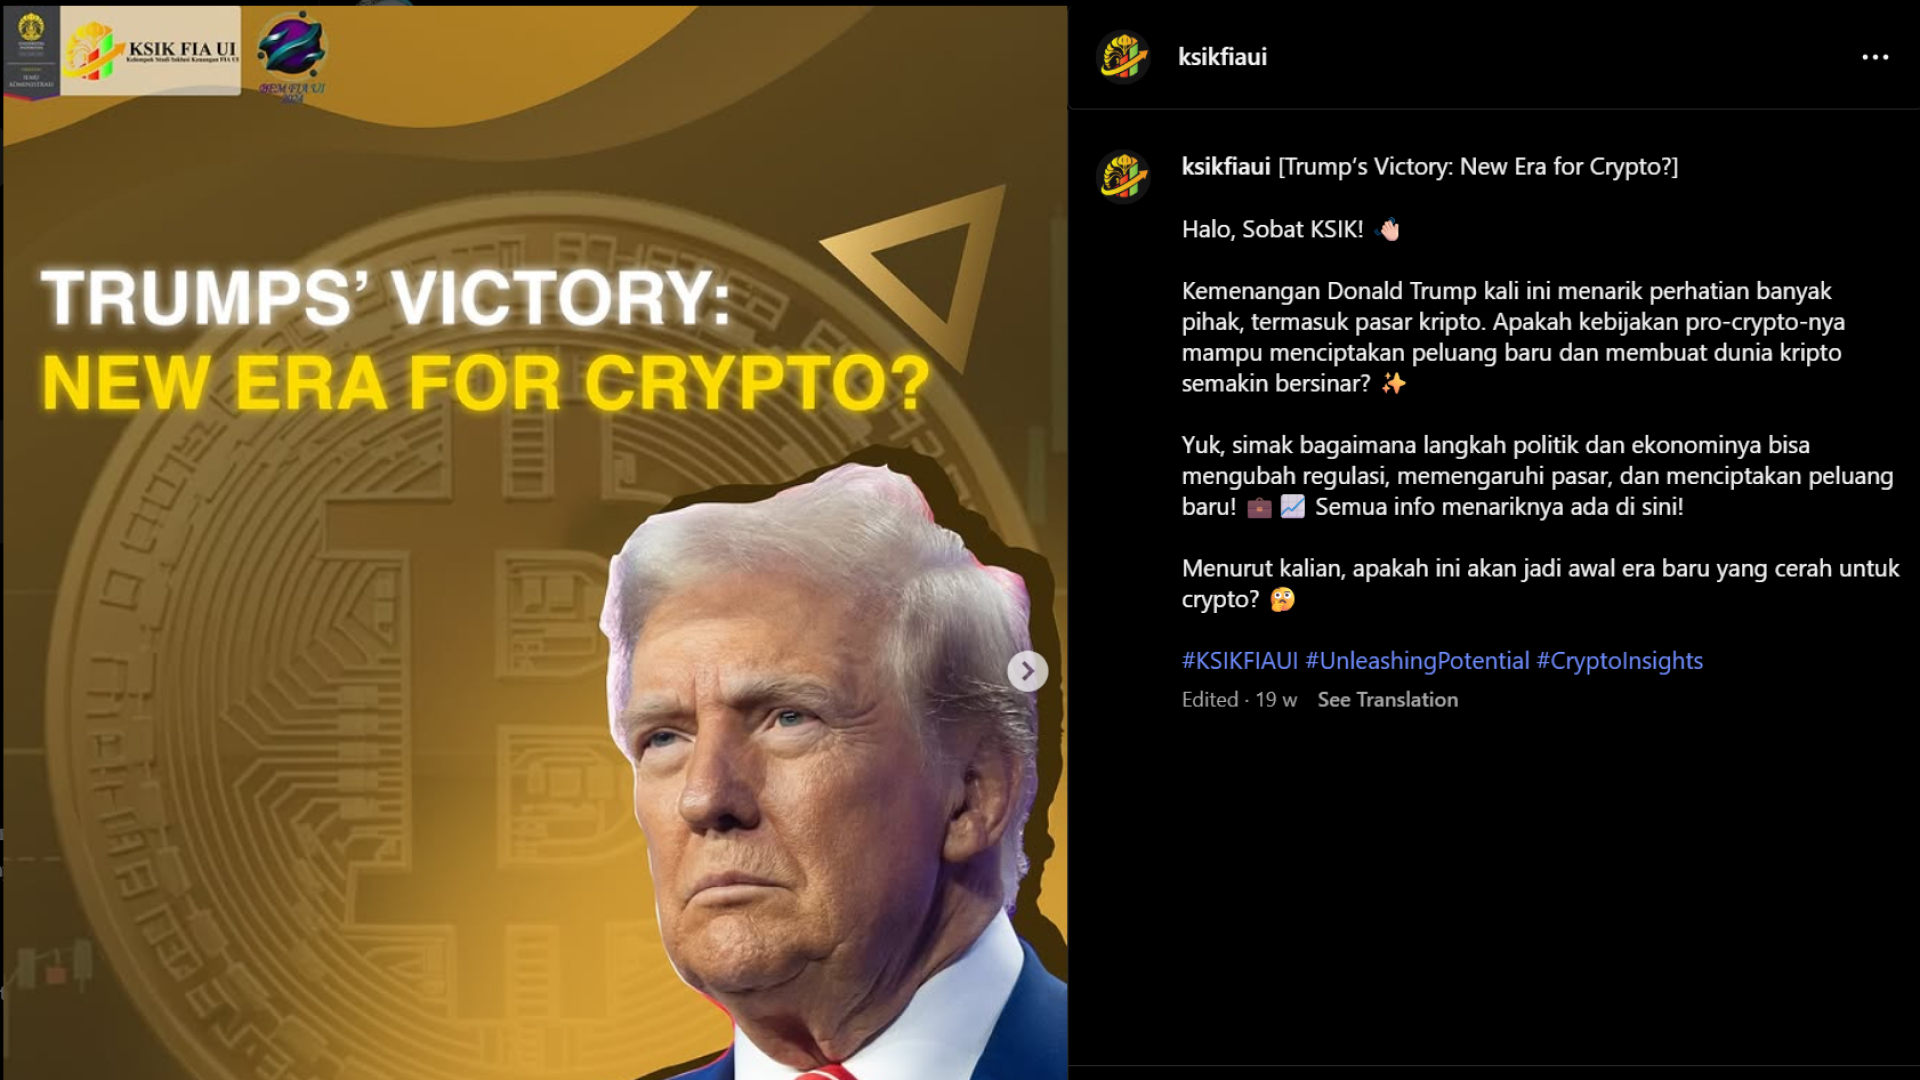 UNIVERSITAS
INDONESIA
ILMU
ADMINISTRASI
KSIK FIA UI
Kelompok Studi Inklusi Keuangan FIA UI
BEM FIA UI
2024
TRUMPS’ VICTORY:
NEW ERA FOR CRYPTO?
ksikfiaui
ksikfiaui [Trump‘s Victory: New Era for Crypto?]
Halo, Sobat KSIK! 👋🏻
Kemenangan Donald Trump kali ini menarik perhatian banyak
pihak, termasuk pasar kripto. Apakah kebijakan pro-crypto-nya
mampu menciptakan peluang baru dan membuat dunia kripto
semakin bersinar? ✨
Yuk, simak bagaimana langkah politik dan ekonominya bisa
mengubah regulasi, memengaruhi pasar, dan menciptakan peluang
baru! 💼📈 Semua info menariknya ada di sini!
Menurut kalian, apakah ini akan jadi awal era baru yang cerah untuk
crypto? 🤔
#KSIKFIAUI #UnleashingPotential #CryptoInsights
Edited · 19 w See Translation